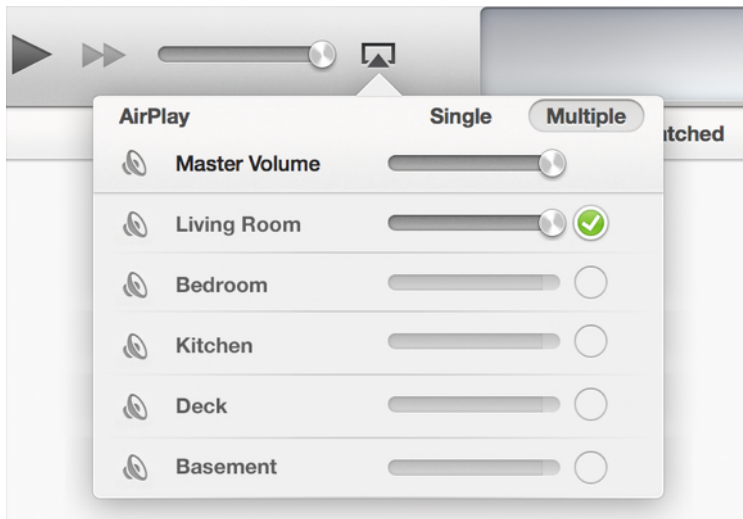 AirPlay Single Multiple
Master Volume
Living Room
Bedroom
Kitchen
Deck
Basement